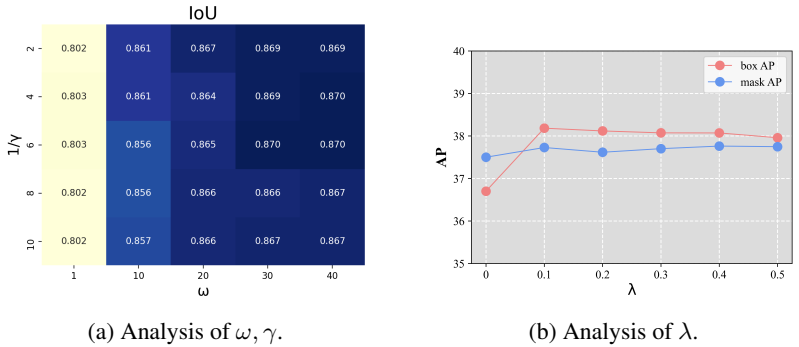 IoU
1/γ
2 0.802 0.861 0.867 0.869 0.869
4 0.803 0.861 0.864 0.869 0.870
6 0.803 0.856 0.865 0.870 0.870
8 0.802 0.856 0.866 0.866 0.867
10 0.802 0.857 0.866 0.867 0.867
1 10 20 30 40
ω
(a) Analysis of ω, γ.
box AP
mask AP
AP
40
39
38
37
36
35
0 0.1 0.2 0.3 0.4 0.5
λ
(b) Analysis of λ.